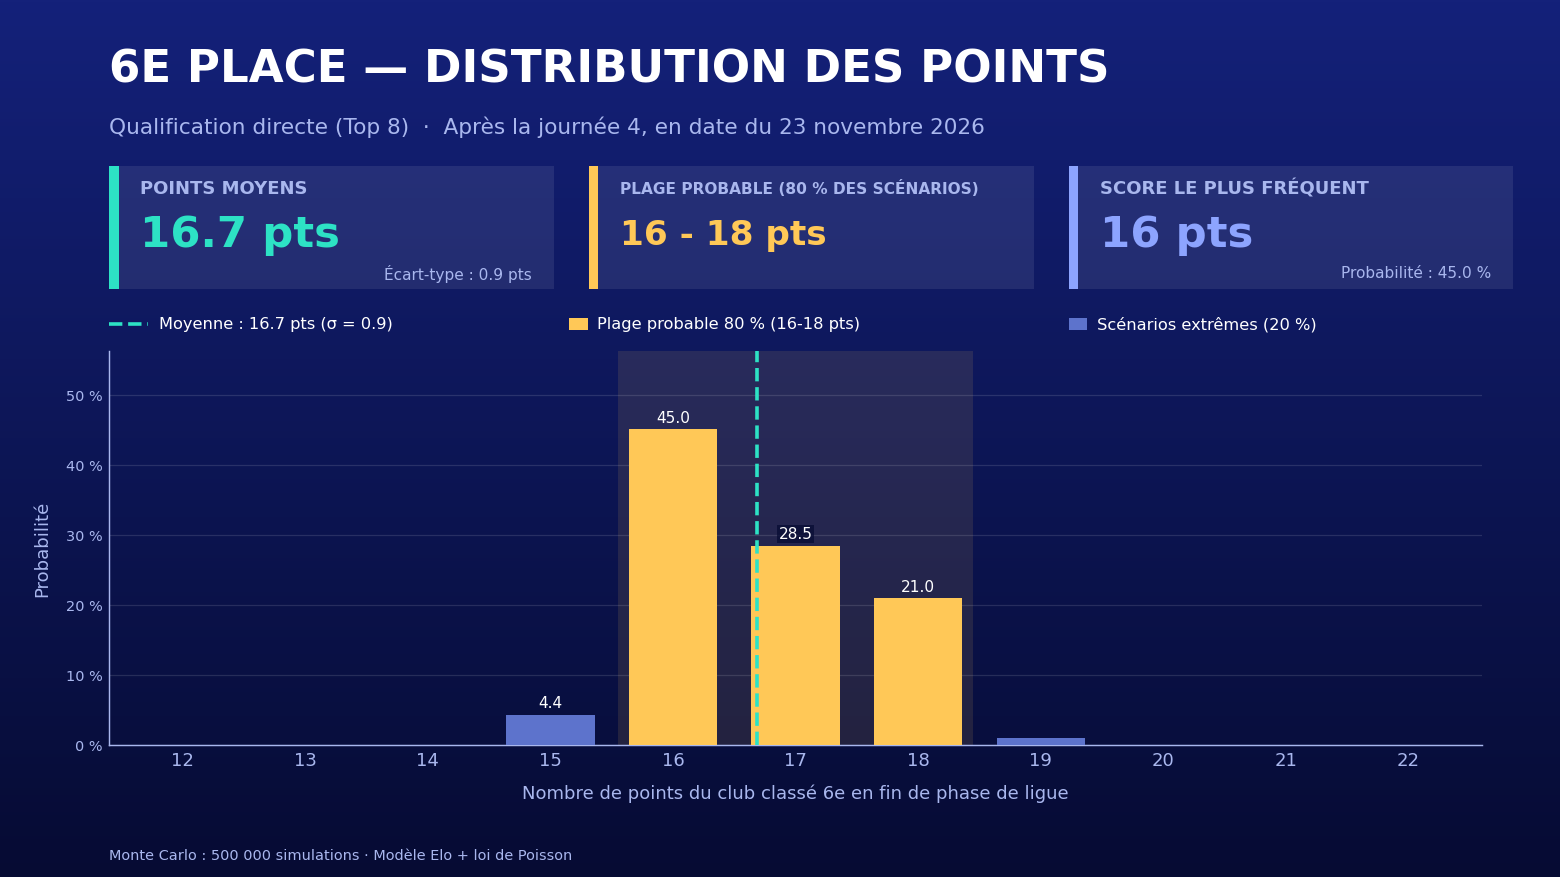 6E PLACE — DISTRIBUTION DES POINTS
Qualification directe (Top 8)  ·  Après la journée 4, en date du 23 novembre 2026
POINTS MOYENS
16.7 pts
Écart-type : 0.9 pts
PLAGE PROBABLE (80 % DES SCÉNARIOS)
16 - 18 pts
SCORE LE PLUS FRÉQUENT
16 pts
Probabilité : 45.0 %
Moyenne : 16.7 pts (σ = 0.9)
Plage probable 80 % (16-18 pts)
Scénarios extrêmes (20 %)
Probabilité
50 %
40 %
30 %
20 %
10 %
0 %
4.4
45.0
28.5
21.0
12 13 14 15 16 17 18 19 20 21 22
Nombre de points du club classé 6e en fin de phase de ligue
Monte Carlo : 500 000 simulations · Modèle Elo + loi de Poisson